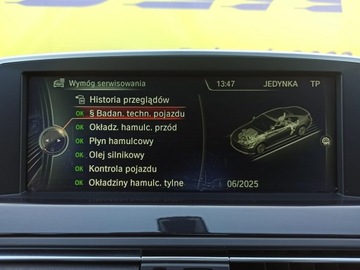 Wymóg serwisowania 13:47 JEDYNKA TP
Historia przeglądów
OK § Badan. techn. pojazdu
OK Okładz. hamulc. przód
OK Płyn hamulcowy
OK Olej silnikowy
OK Kontrola pojazdu
OK Okładziny hamulc. tylne 06/2025